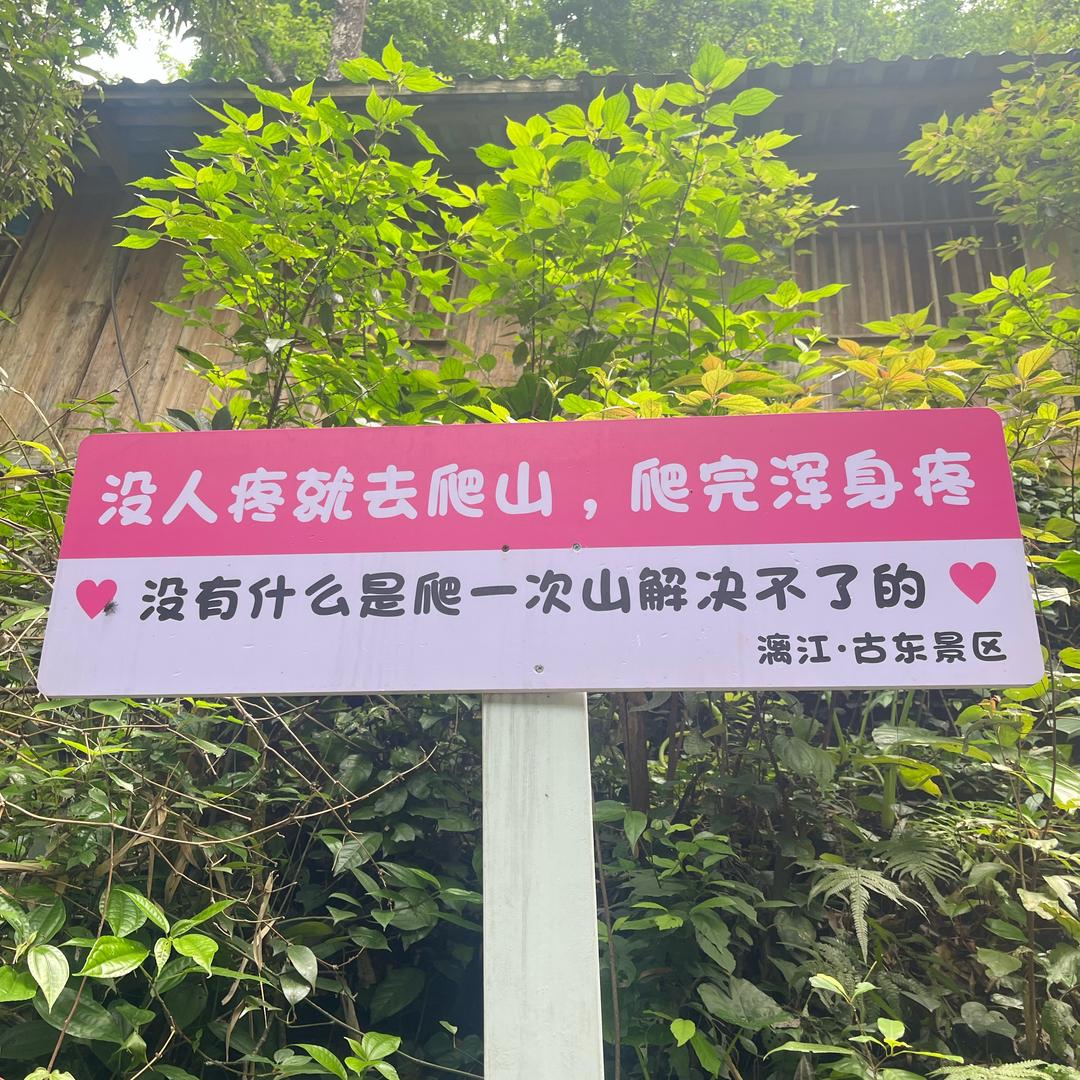 没人疼就去爬山，爬完浑身疼
没有什么是爬一次山解决不了的
漓江·古东景区